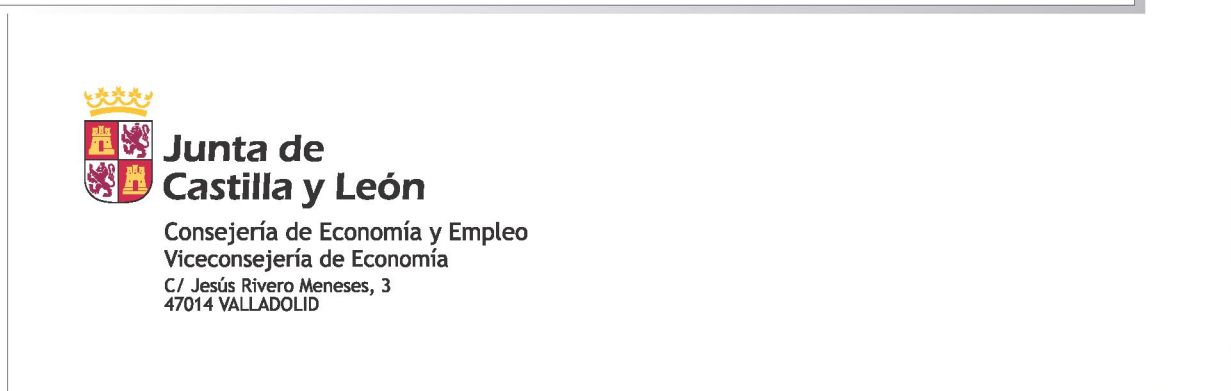 Junta de
Castilla y León
Consejería de Economía y Empleo
Viceconsejería de Economía
C/ Jesús Rivero Meneses, 3
47014 VALLADOLID